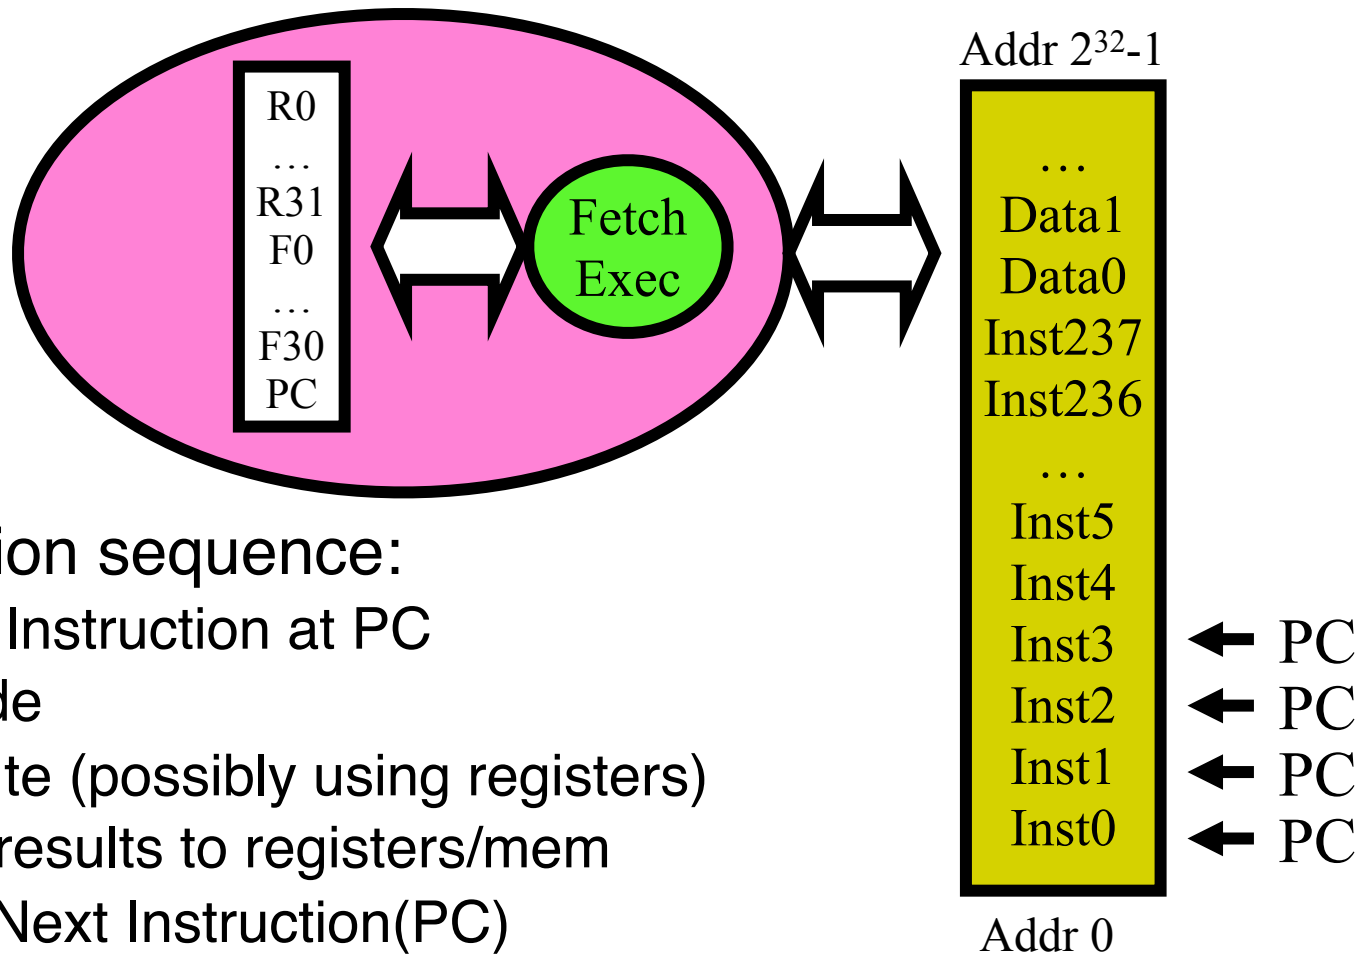 R0
…
R31
F0
…
F30
PC
Fetch
Exec
Addr 2³²-1
…
Data1
Data0
Inst237
Inst236
…
Inst5
Inst4
Inst3
Inst2
Inst1
Inst0
Addr 0
PC
PC
PC
PC
ion sequence:
Instruction at PC
de
te (possibly using registers)
results to registers/mem
Next Instruction(PC)